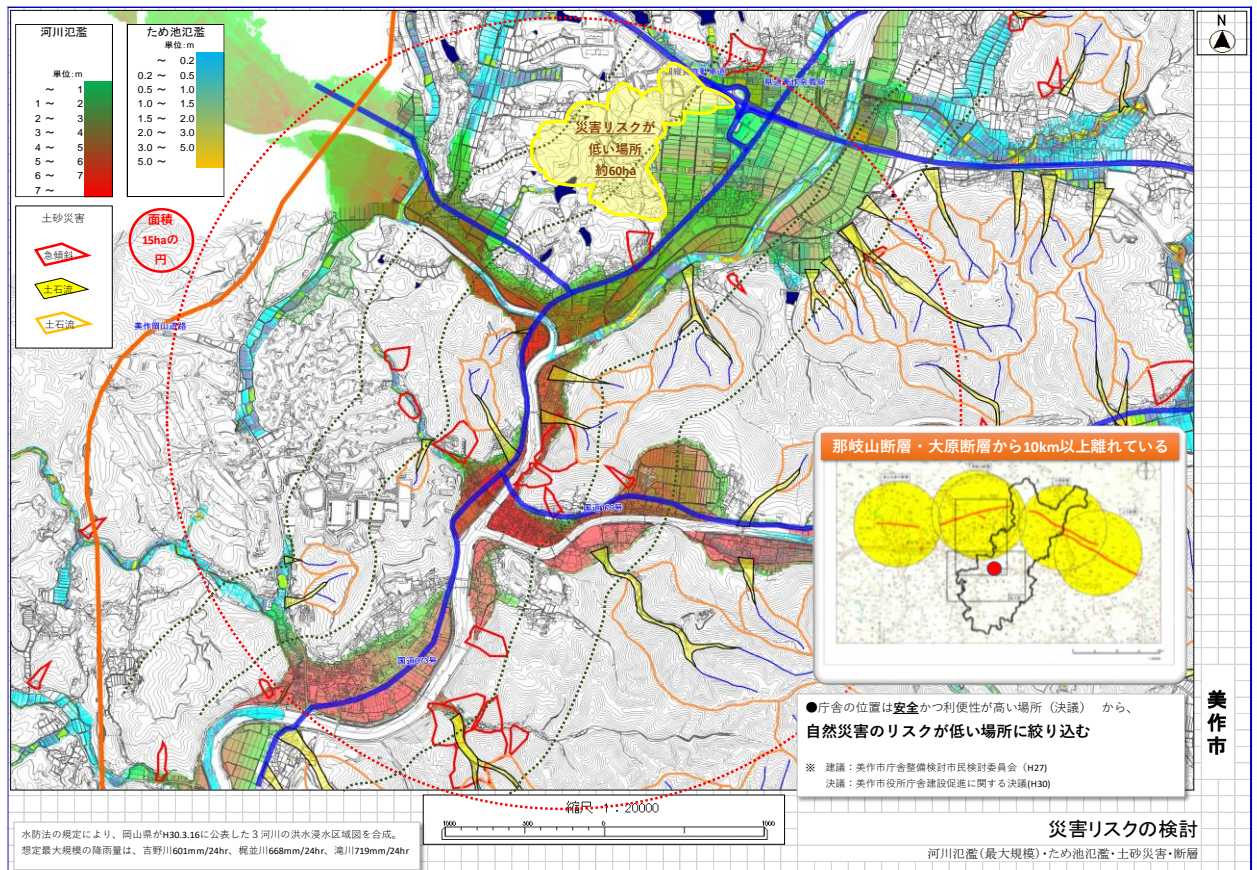 河川氾濫
単位:m
～ 1
1 ～ 2
2 ～ 3
3 ～ 4
4 ～ 5
5 ～ 6
6 ～ 7
7 ～
ため池氾濫
単位:m
～ 0.2
0.2 ～ 0.5
0.5 ～ 1.0
1.0 ～ 1.5
1.5 ～ 2.0
2.0 ～ 3.0
3.0 ～ 5.0
5.0 ～
土砂災害
急傾斜
土石流
土石流
面積
15haの
円
災害リスクが
低い場所
約60ha
美作岡山道路
国道373号
N
那岐山断層・大原断層から10km以上離れている
●庁舎の位置は安全かつ利便性が高い場所（決議） から、
自然災害のリスクが低い場所に絞り込む
※ 建議：美作市庁舎整備検討市民検討委員会（H27)
決議：美作市役所庁舎建設促進に関する決議(H30)
美作市
縮尺 1：20000
1000 500 0 1000
水防法の規定により、岡山県がH30.3.16に公表した３河川の洪水浸水区域図を合成。
想定最大規模の降雨量は、吉野川601mm/24hr、梶並川668mm/24hr、滝川719mm/24hr
災害リスクの検討
河川氾濫(最大規模)・ため池氾濫・土砂災害・断層